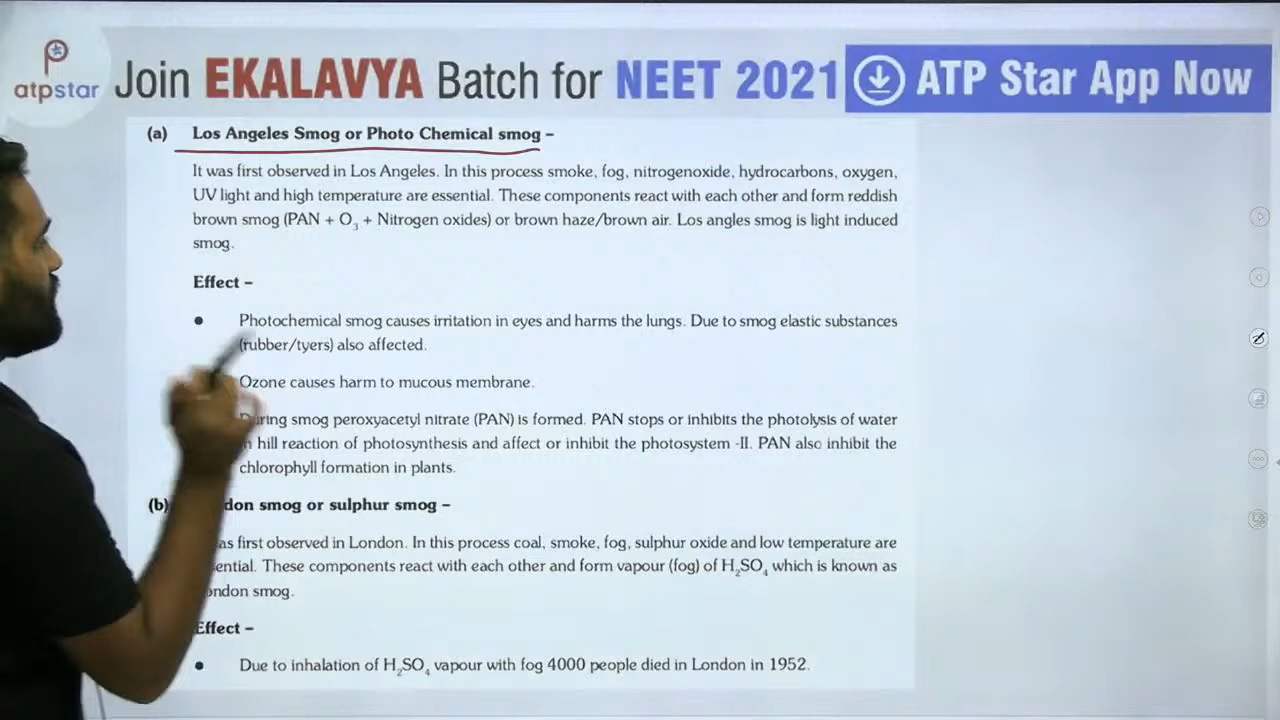 atpstar
Join EKALAVYA Batch for NEET 2021 ATP Star App Now
(a) Los Angeles Smog or Photo Chemical smog –
It was first observed in Los Angeles. In this process smoke, fog, nitrogenoxide, hydrocarbons, oxygen,
UV light and high temperature are essential. These components react with each other and form reddish
brown smog (PAN + O₃ + Nitrogen oxides) or brown haze/brown air. Los angles smog is light induced
smog.
Effect –
● Photochemical smog causes irritation in eyes and harms the lungs. Due to smog elastic substances
(rubber/tyers) also affected.
Ozone causes harm to mucous membrane.
During smog peroxyacetyl nitrate (PAN) is formed. PAN stops or inhibits the photolysis of water
hill reaction of photosynthesis and affect or inhibit the photosystem -II. PAN also inhibit the
chlorophyll formation in plants.
(b) don smog or sulphur smog –
as first observed in London. In this process coal, smoke, fog, sulphur oxide and low temperature are
ential. These components react with each other and form vapour (fog) of H₂SO₄ which is known as
ondon smog.
Effect –
● Due to inhalation of H₂SO₄ vapour with fog 4000 people died in London in 1952.